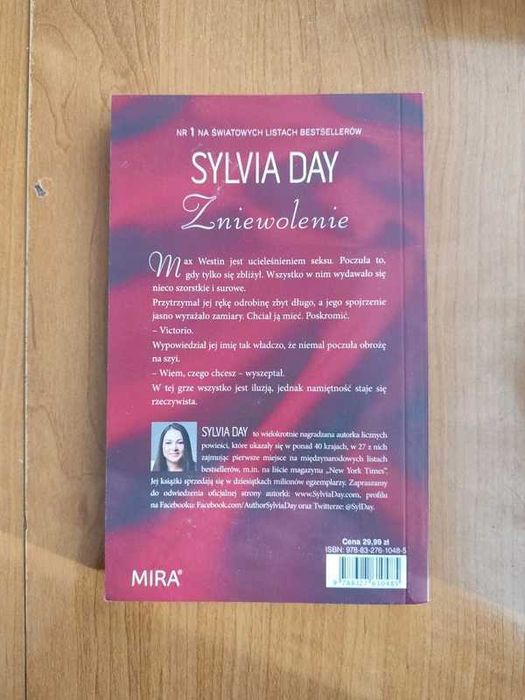 NR 1 NA ŚWIATOWYCH LISTACH BESTSELLERÓW
SYLVIA DAY
Zniewolenie
Max Westin jest ucieleśnieniem seksu. Poczuła to,
gdy tylko się zbliżył. Wszystko w nim wydawało się
nieco szorstkie i surowe.
Przytrzymał jej rękę odrobinę zbyt długo, a jego spojrzenie
jasno wyrażało zamiary. Chciał ją mieć. Poskromić.
– Victorio.
Wypowiedział jej imię tak władczo, że niemal poczuła obrożę
na szyi.
– Wiem, czego chcesz – wyszeptał.
W tej grze wszystko jest iluzją, jednak namiętność staje się
rzeczywista.
SYLVIA DAY to wielokrotnie nagradzana autorka licznych
powieści, które ukazały się w ponad 40 krajach, w 27 z nich
zajmując pierwsze miejsce na międzynarodowych listach
bestsellerów, m.in. na liście magazynu „New York Times”.
Jej książki sprzedają się w dziesiątkach milionów egzemplarzy. Zapraszamy
do odwiedzenia oficjalnej strony autorki: www.SylviaDay.com, profilu
na Facebooku: Facebook.com/AuthorSylviaDay oraz Twitterze: @SylDay.
Cena 29,99 zł
ISBN: 978-83-276-1048-5
9 788327 610485
MIRA®